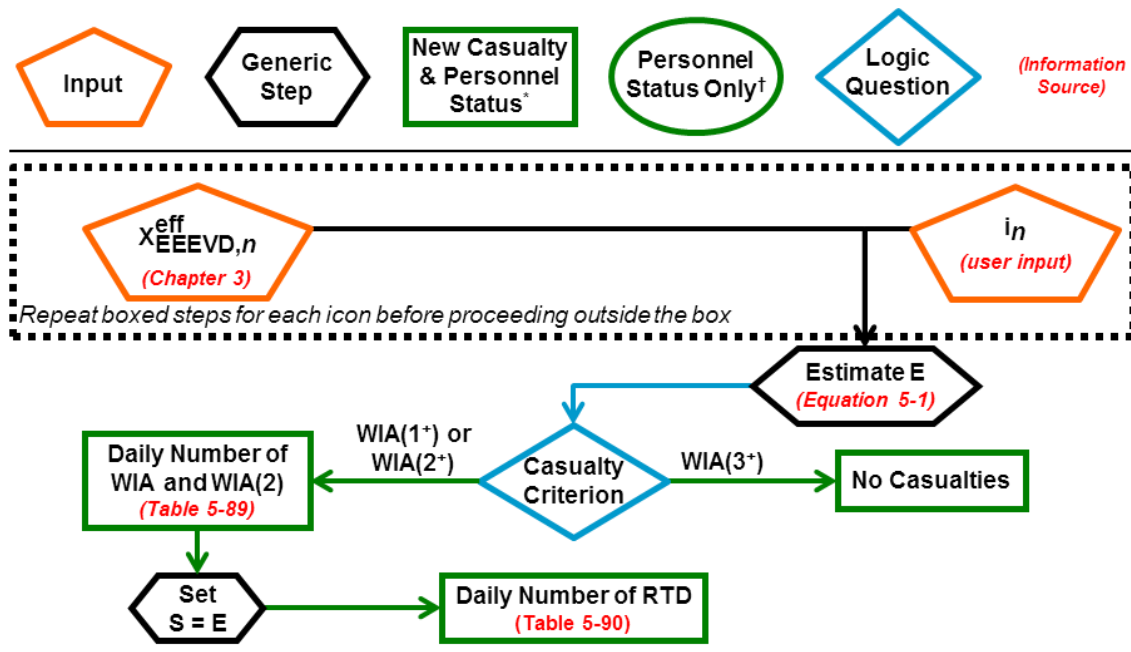 Input
Generic
Step
New Casualty
& Personnel
Status*
Personnel
Status Only†
Logic
Question
(Information
Source)
X^eff_EEEVD,n
(Chapter 3)
i_n
(user input)
Repeat boxed steps for each icon before proceeding outside the box
Estimate E
(Equation 5-1)
Casualty
Criterion
WIA(1⁺) or
WIA(2⁺)
WIA(3⁺)
No Casualties
Daily Number of
WIA and WIA(2)
(Table 5-89)
Set
S = E
Daily Number of RTD
(Table 5-90)